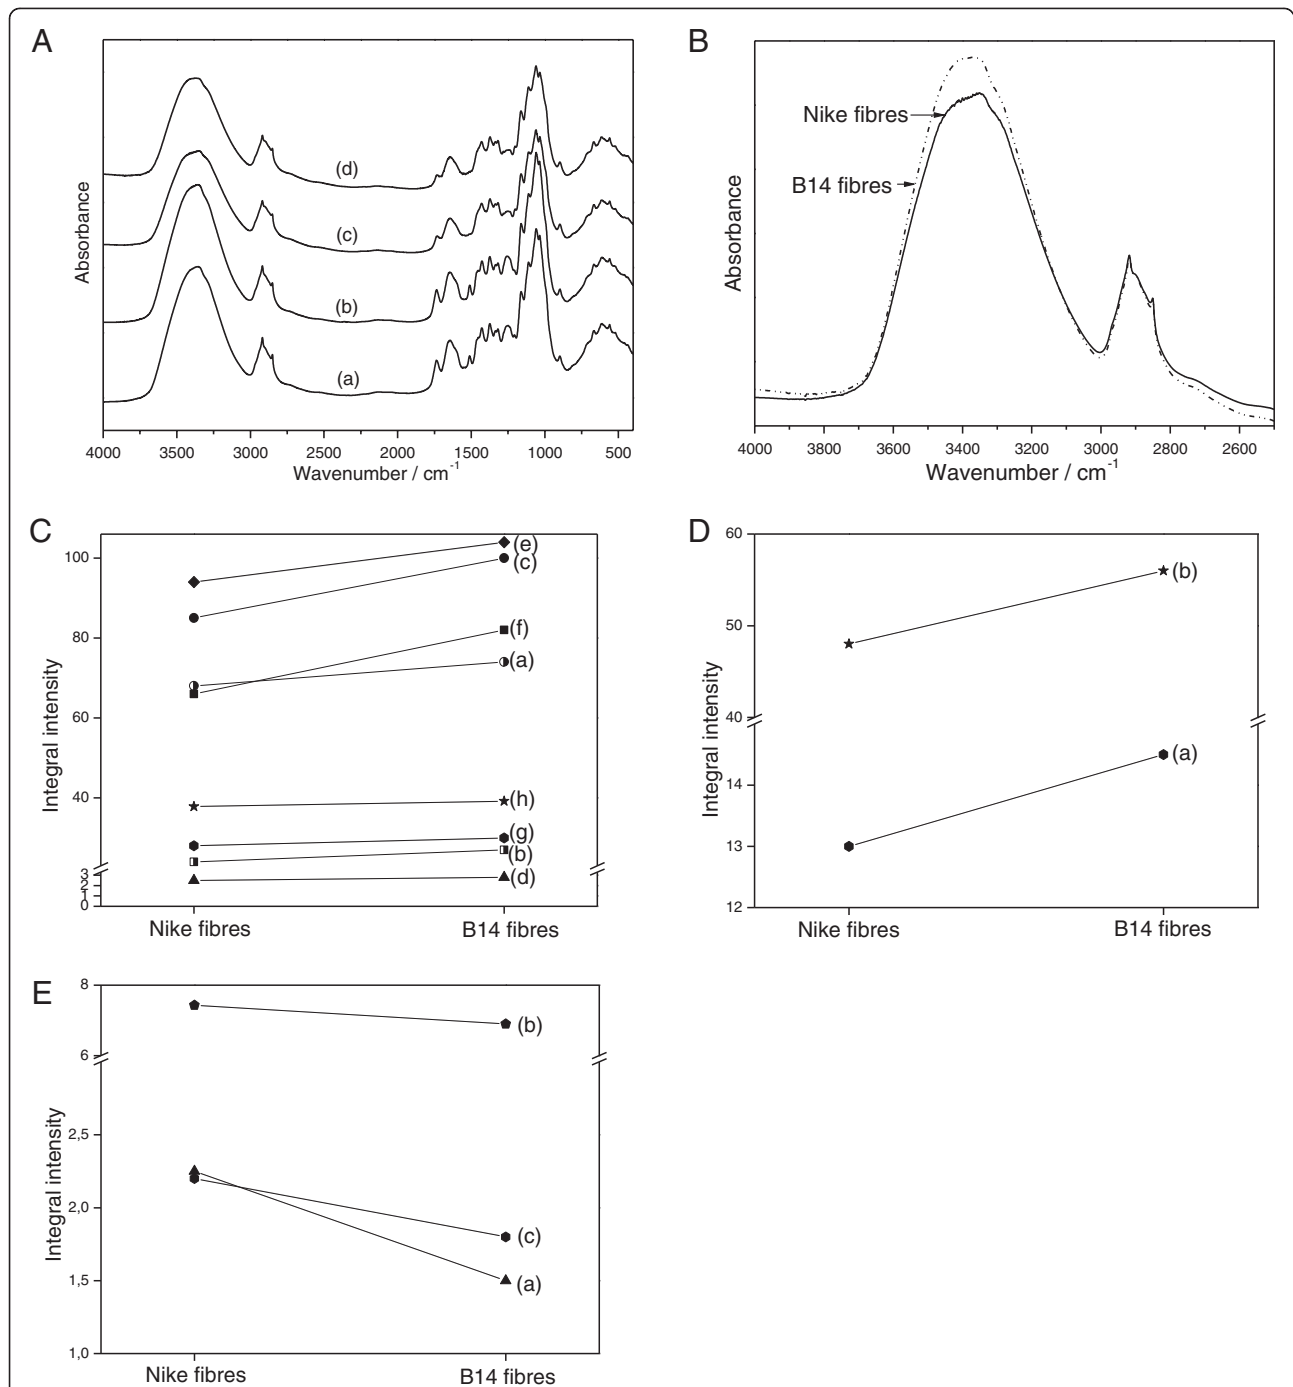 A
Absorbance
(d)
(c)
(b)
(a)
4000 3500 3000 2500 2000 1500 1000 500
Wavenumber / cm-1
B
Absorbance
Nike fibres
B14 fibres
4000 3800 3600 3400 3200 3000 2800 2600
Wavenumber / cm-1
C
Integral intensity
100
80
60
40
3
2
1
0
(e)
(c)
(f)
(a)
(h)
(g)
(b)
(d)
Nike fibres B14 fibres
D
Integral intensity
60
50
40
14
13
12
(b)
(a)
Nike fibres B14 fibres
E
Integral intensity
8
6
2,5
2,0
1,5
1,0
(b)
(c)
(a)
Nike fibres B14 fibres